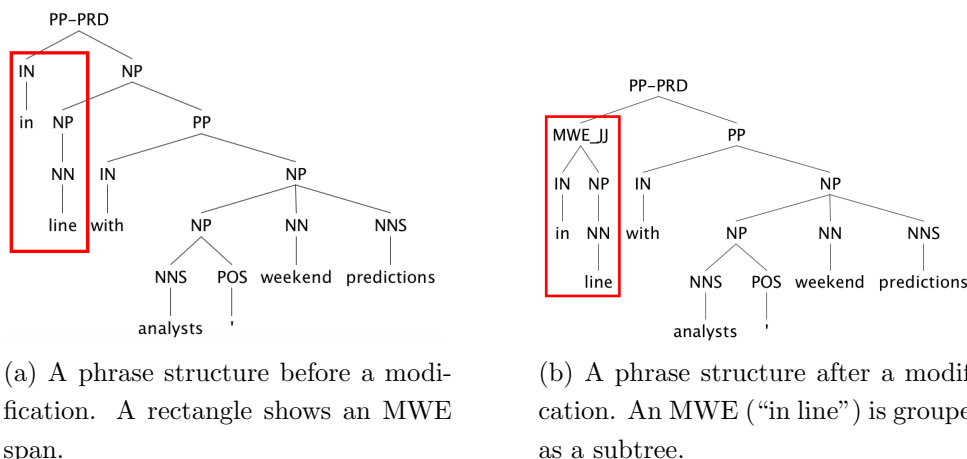 PP-PRD
IN NP
in NP PP
NN IN NP
line with NP NN NNS
NNS POS weekend predictions
analysts '
(a) A phrase structure before a modi-
fication. A rectangle shows an MWE
span.
PP-PRD
MWE_JJ PP
IN NP IN NP
in NN with NP NN NNS
line NNS POS weekend predictions
analysts '
(b) A phrase structure after a modif
cation. An MWE (“in line”) is groupe
as a subtree.